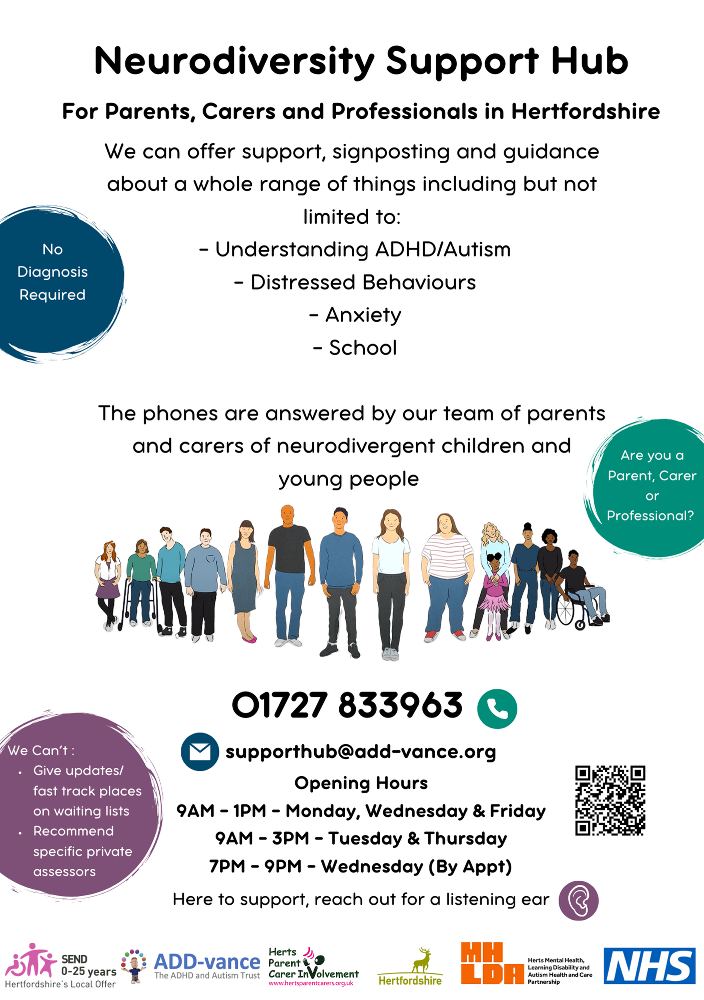 Neurodiversity Support Hub
For Parents, Carers and Professionals in Hertfordshire
We can offer support, signposting and guidance
about a whole range of things including but not
limited to:
- Understanding ADHD/Autism
- Distressed Behaviours
- Anxiety
- School
No
Diagnosis
Required
The phones are answered by our team of parents
and carers of neurodivergent children and
young people
Are you a
Parent, Carer
or
Professional?
01727 833963
supporthub@add-vance.org
Opening Hours
9AM - 1PM - Monday, Wednesday & Friday
9AM - 3PM - Tuesday & Thursday
7PM - 9PM - Wednesday (By Appt)
Here to support, reach out for a listening ear
We Can't :
• Give updates/
fast track places
on waiting lists
• Recommend
specific private
assessors
SEND
0-25 years
Hertfordshire's Local Offer
ADD-vance
The ADHD and Autism Trust
Herts
Parent
Carer InVolvement
www.hertsparentcarers.org.uk
Hertfordshire
MH
LDA
Herts Mental Health,
Learning Disability and
Autism Health and Care
Partnership
NHS